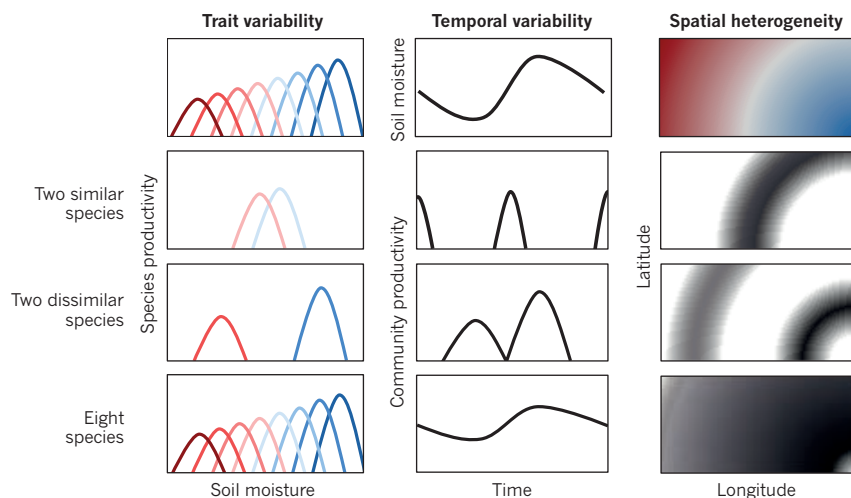 Trait variability
Temporal variability
Spatial heterogeneity
Soil moisture
Two similar
species
Two dissimilar
species
Eight
species
Species productivity
Community productivity
Latitude
Soil moisture
Time
Longitude